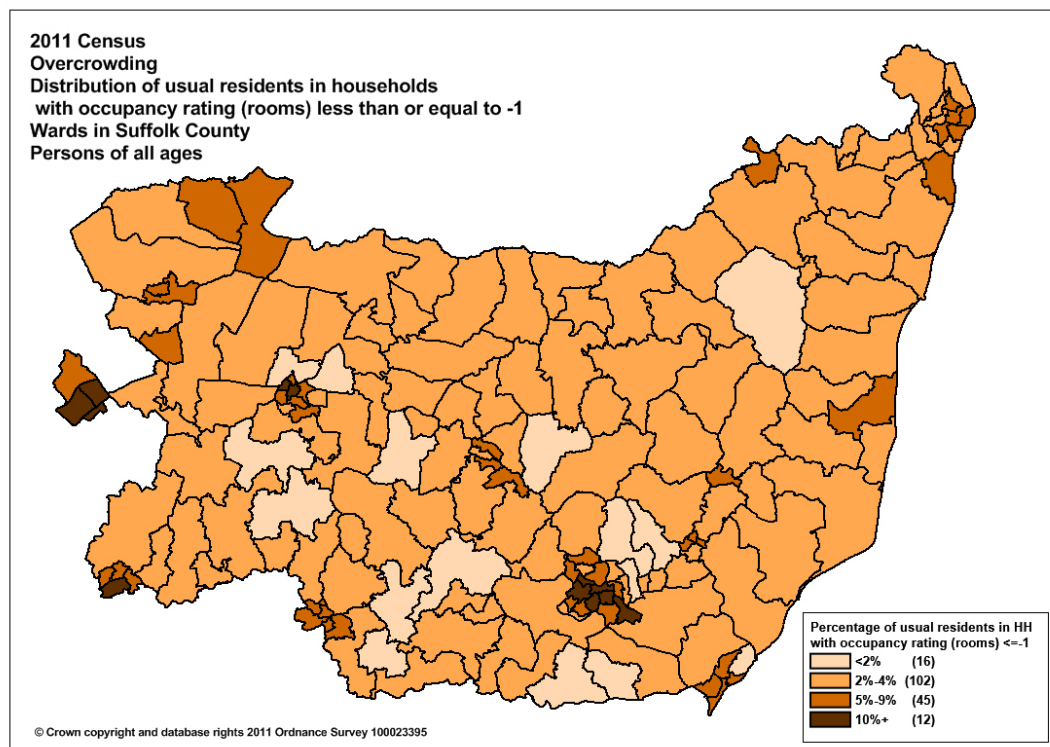 2011 Census
Overcrowding
Distribution of usual residents in households
with occupancy rating (rooms) less than or equal to -1
Wards in Suffolk County
Persons of all ages
Percentage of usual residents in HH
with occupancy rating (rooms) <=-1
<2% (16)
2%-4% (102)
5%-9% (45)
10%+ (12)
© Crown copyright and database rights 2011 Ordnance Survey 100023395